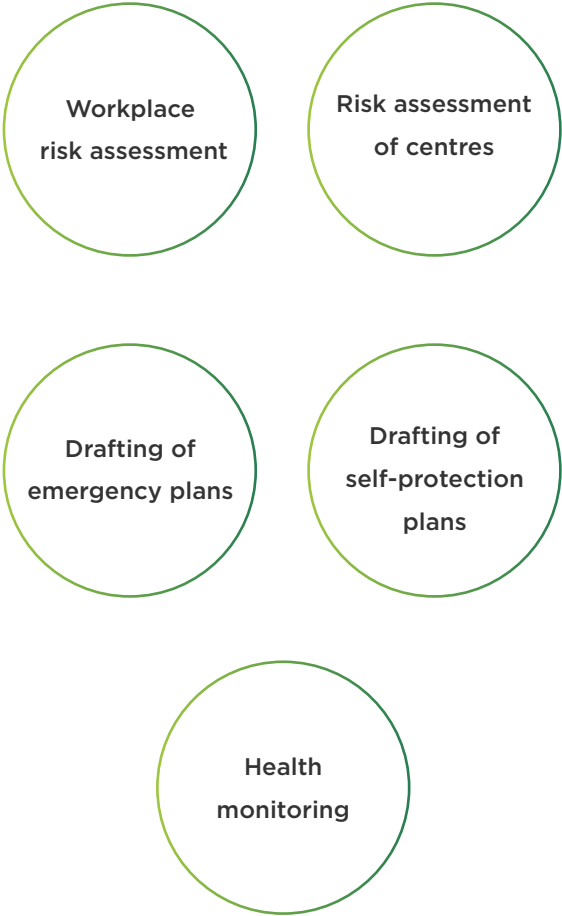 Workplace
risk assessment
Risk assessment
of centres
Drafting of
emergency plans
Drafting of
self-protection
plans
Health
monitoring